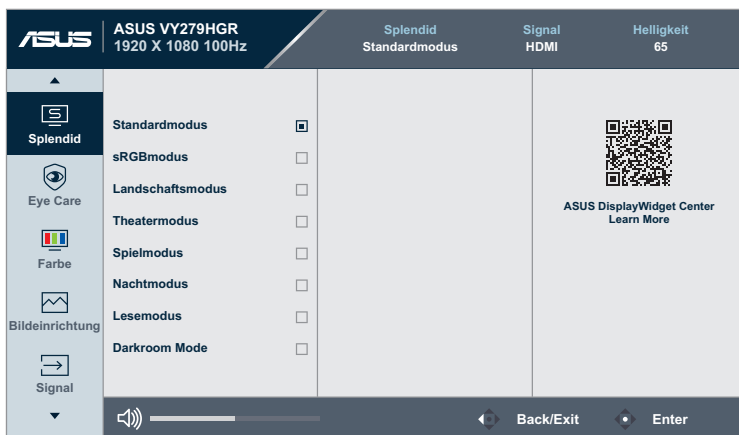 ASUS
ASUS VY279HGR
1920 X 1080 100Hz
Splendid
Standardmodus
Signal
HDMI
Helligkeit
65
Splendid
Eye Care
Farbe
Bildeinrichtung
Signal
Standardmodus
sRGBmodus
Landschaftsmodus
Theatermodus
Spielmodus
Nachtmodus
Lesemodus
Darkroom Mode
ASUS DisplayWidget Center
Learn More
Back/Exit
Enter